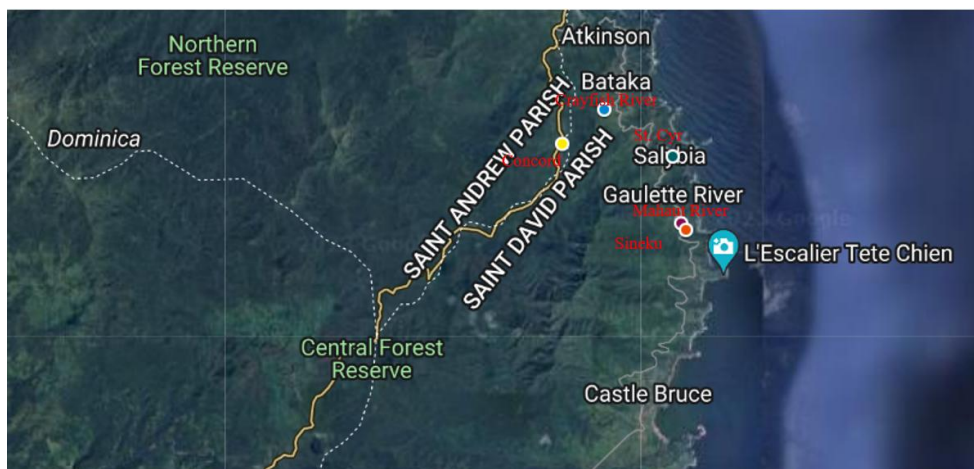 Northern
Forest Reserve
Atkinson
Bataka
Crayfish River
Dominica
St. Cyr
Salybia
Concord
SAINT ANDREW PARISH
SAINT DAVID PARISH
Gaulette River
Mahaut River
Sineku
L'Escalier Tete Chien
Central Forest
Reserve
Castle Bruce